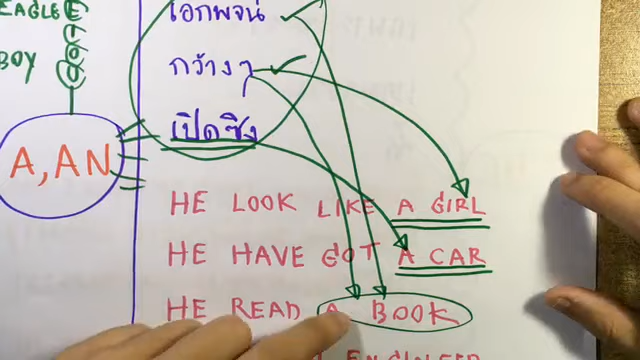 EAGLE
BOY
A, AN
เอกพจน์
กว้างๆ
เปิดซิง
HE LOOK LIKE A GIRL
HE HAVE GOT A CAR
HE READ A BOOK